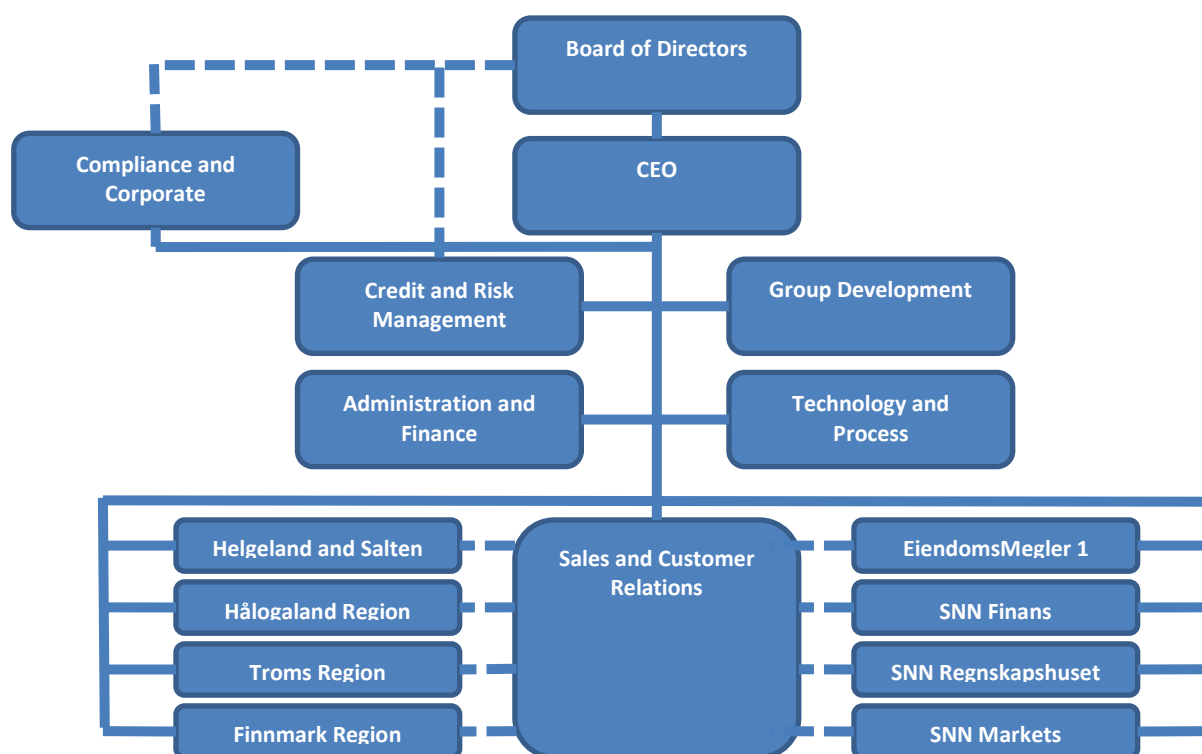 Board of Directors
Compliance and
Corporate
CEO
Credit and Risk
Management
Group Development
Administration and
Finance
Technology and
Process
Helgeland and Salten
Sales and Customer
Relations
EiendomsMegler 1
Hålogaland Region
SNN Finans
Troms Region
SNN Regnskapshuset
Finnmark Region
SNN Markets